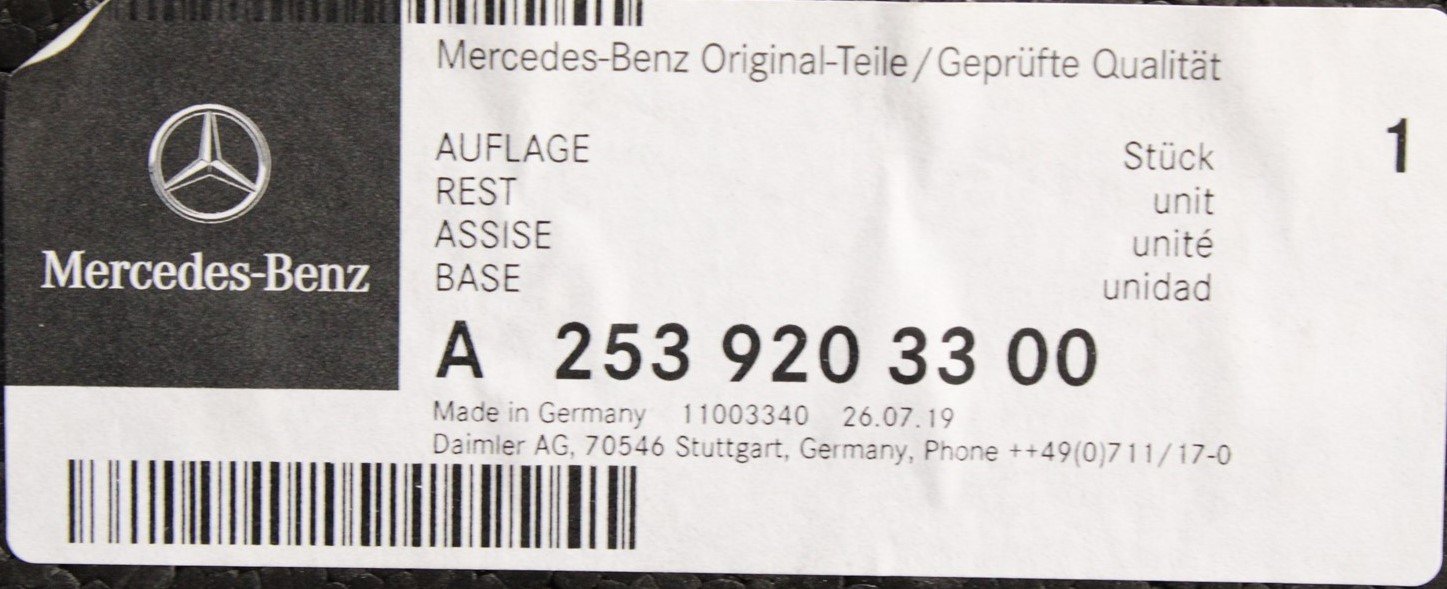 Mercedes-Benz Original-Teile/Geprüfte Qualität
AUFLAGE Stück 1
REST unit
ASSISE unité
BASE unidad
Mercedes-Benz
A 253 920 33 00
Made in Germany 11003340 26.07.19
Daimler AG, 70546 Stuttgart, Germany, Phone ++49(0)711/17-0